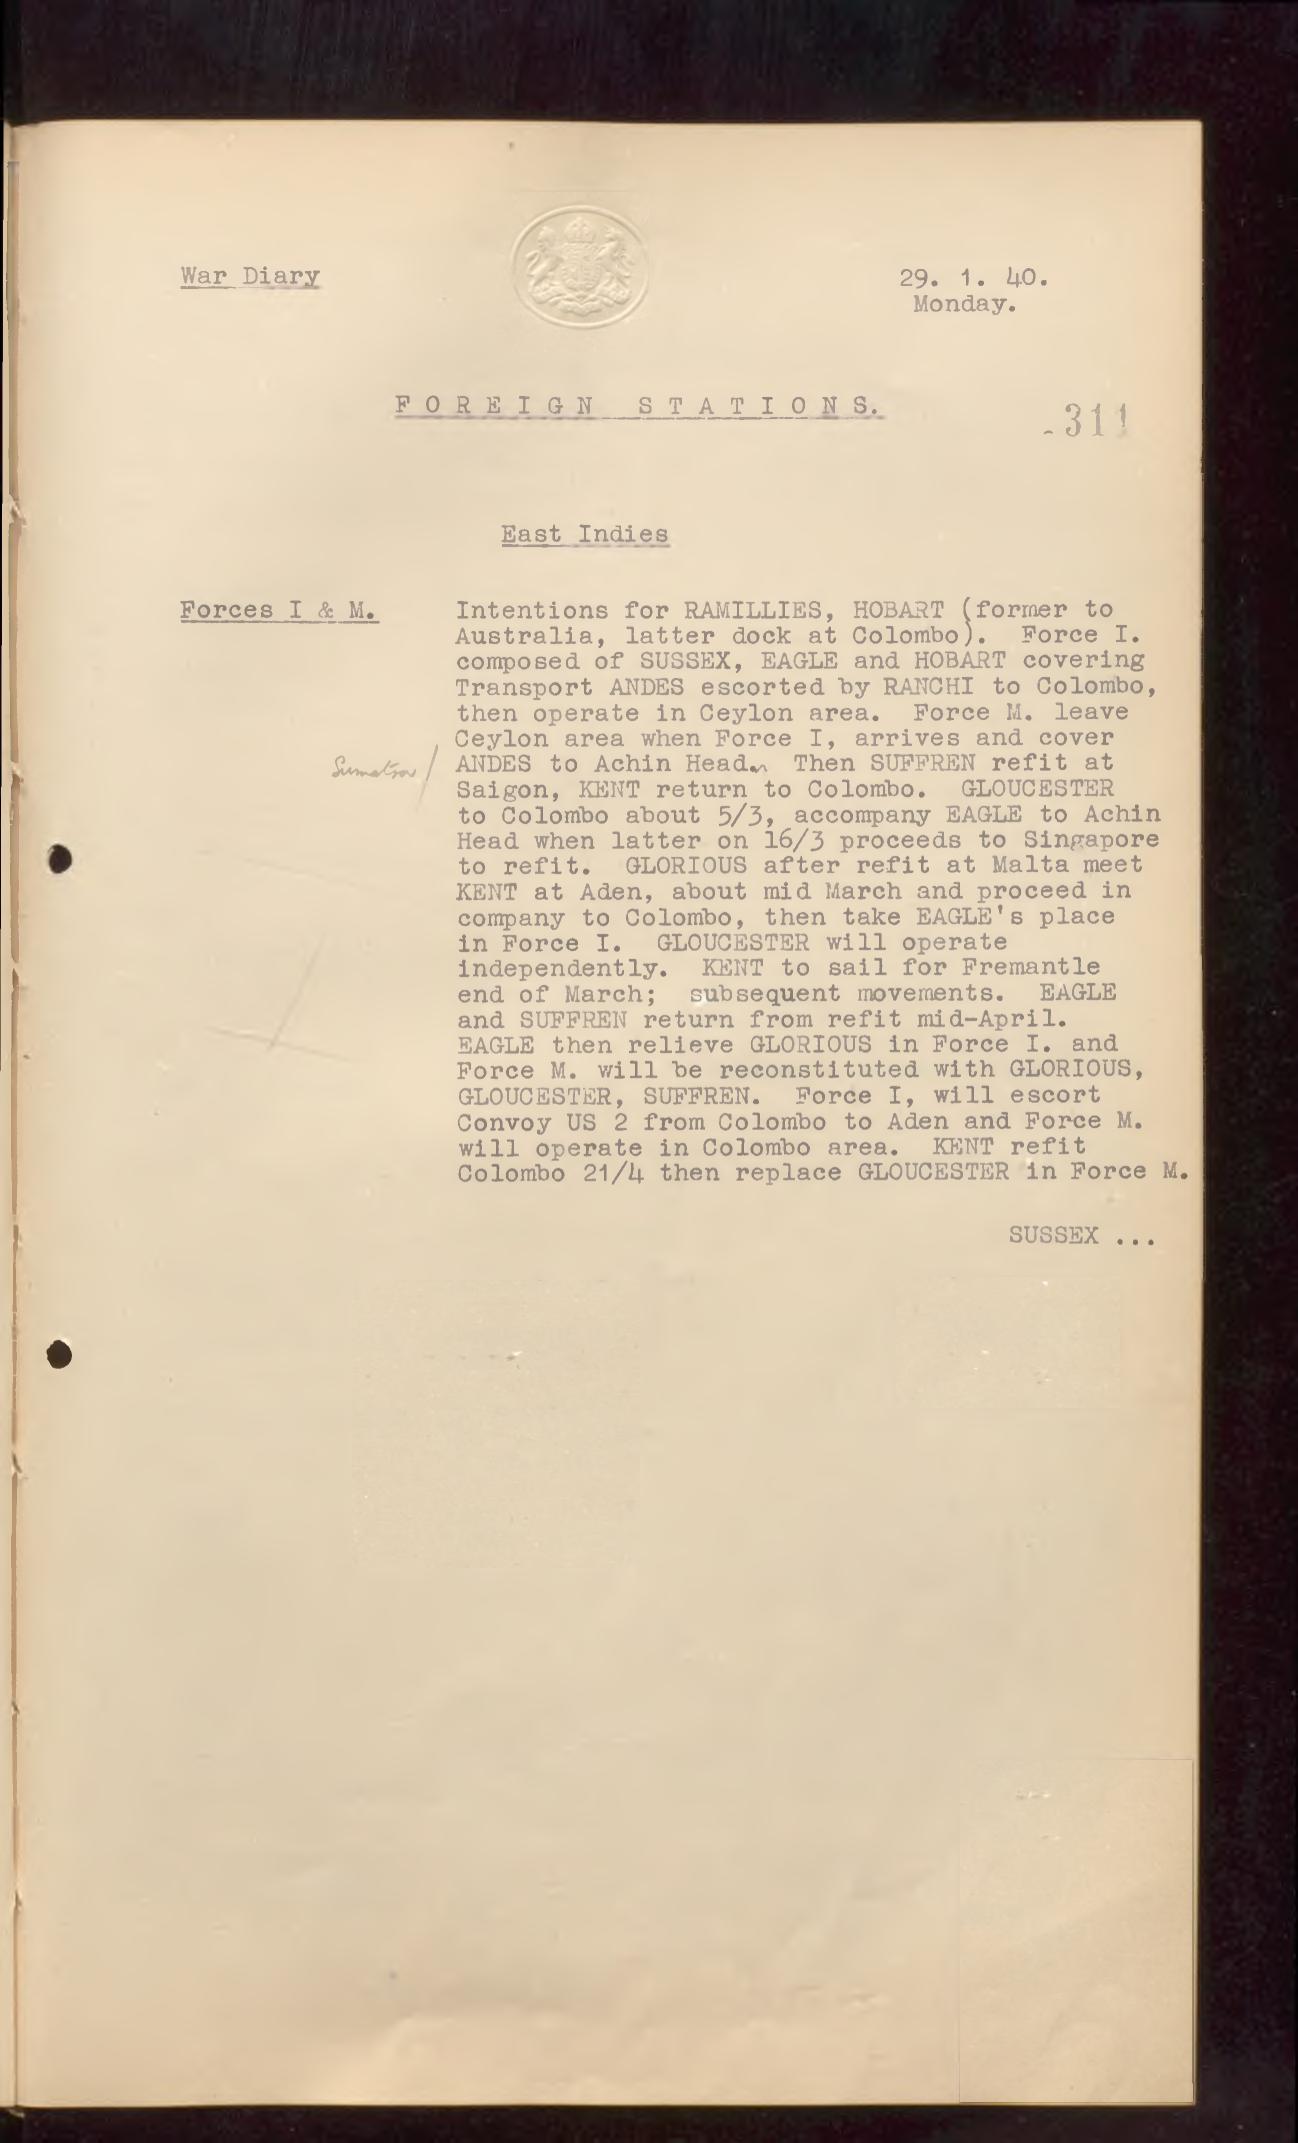 War Diary
29. 1. 40.
Monday.
FOREIGN STATIONS.
311
East Indies
Forces I & M.
Intentions for RAMILLIES, HOBART (former to
Australia, latter dock at Colombo). Force I.
composed of SUSSEX, EAGLE and HOBART covering
Transport ANDES escorted by RANCHI to Colombo,
then operate in Ceylon area. Force M. leave
Ceylon area when Force I, arrives and cover
Sumatra/
ANDES to Achin Head. Then SUFFREN refit at
Saigon, KENT return to Colombo. GLOUCESTER
to Colombo about 5/3, accompany EAGLE to Achin
Head when latter on 16/3 proceeds to Singapore
to refit. GLORIOUS after refit at Malta meet
KENT at Aden, about mid March and proceed in
company to Colombo, then take EAGLE's place
in Force I. GLOUCESTER will operate
independently. KENT to sail for Fremantle
end of March; subsequent movements. EAGLE
and SUFFREN return from refit mid-April.
EAGLE then relieve GLORIOUS in Force I. and
Force M. will be reconstituted with GLORIOUS,
GLOUCESTER, SUFFREN. Force I, will escort
Convoy US 2 from Colombo to Aden and Force M.
will operate in Colombo area. KENT refit
Colombo 21/4 then replace GLOUCESTER in Force M.
SUSSEX ...